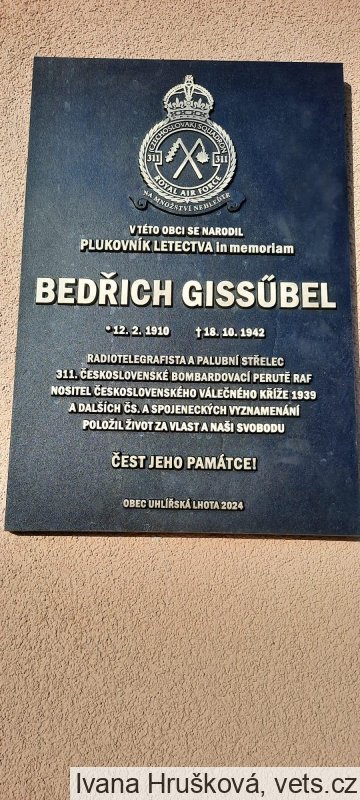 CZECHOSLOVAK SQUADRON
311 311
ROYAL AIR FORCE
NA MNOŽSTVÍ NEHLEĎTE
V TÉTO OBCI SE NARODIL
PLUKOVNÍK LETECTVA in memoriam
BEDŘICH GISSŰBEL
* 12. 2. 1910 † 18. 10. 1942
RADIOTELEGRAFISTA A PALUBNÍ STŘELEC
311. ČESKOSLOVENSKÉ BOMBARDOVACÍ PERUTĚ RAF
NOSITEL ČESKOSLOVENSKÉHO VÁLEČNÉHO KŘÍŽE 1939
A DALŠÍCH ČS. A SPOJENECKÝCH VYZNAMENÁNÍ
POLOŽIL ŽIVOT ZA VLAST A NAŠI SVOBODU
ČEST JEHO PAMÁTCE!
OBEC UHLÍŘSKÁ LHOTA 2024
Ivana Hrušková, vets.cz